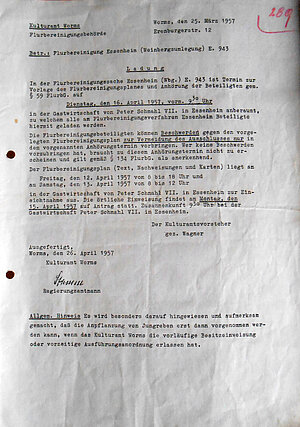 289
Kulturamt Worms
Worms, den 25. März 1957
Flurbereinigungsbehörde
Erenburgerstr. 12
Betr.: Flurbereinigung Essenheim (Weinbergsumlegung) E. 943
L a d u n g
In der Flurbereinigungssache Essenheim (Wbg.) E. 943 ist Termin zur
Vorlage des Flurbereinigungsplanes und Anhörung der Beteiligten gem.
§ 59 FlurbG. auf
Dienstag, den 16. April 1957, vorm. 9³⁰ Uhr
in der Gastwirtschaft von Peter Schmahl VII. in Essenheim anberaumt,
zu welchem alle am Flurbereinigungsverfahren Essenheim Beteiligte
hiermit geladen werden.
Die Flurbereinigungsbeteiligten können Beschwerden gegen den vorge-
legten Flurbereinigungsplan nur zur Vermeidung des Ausschlusses nur in
dem vorgenannten Anhörungstermin vorbringen. Wer keine Beschwerden
vorzubringen hat, braucht zu diesem Anhörungstermin nicht zu er-
scheinen und gilt gemäß § 134 FlurbG. als anerkennend.
Der Flurbereinigungsplan (Text, Nachweisungen und Karten) liegt am
Freitag, 12. April 1957 von 8 bis 18 Uhr und
am Samstag, den 13. April 1957 von 8 bis 12 Uhr
in der Gastwirtschaft von Peter Schmahl VII. in Essenheim zur Ein-
sichtnahme aus. Die örtliche Einweisung findet am Montag, den
15. April 1957 auf Antrag statt. Zusammenkunft 9³⁰ Uhr bei der
Gastwirtschaft Peter Schmahl VII. in Essenheim.
Der Kulturamtsvorsteher
gez. Wagner
Ausgefertigt.
Worms, den 26. April 1957
Kulturamt Worms
Regierungsamtmann
Allgem. Hinweis Es wird besonders darauf hingewiesen und aufmerksam
gemacht, daß die Anpflanzung von Jungreben erst dann vorgenommen wer-
den kann, wenn das Kulturamt Worms die vorläufige Besitzeinweisung
oder vorzeitige Ausführungsanordnung erlassen hat.